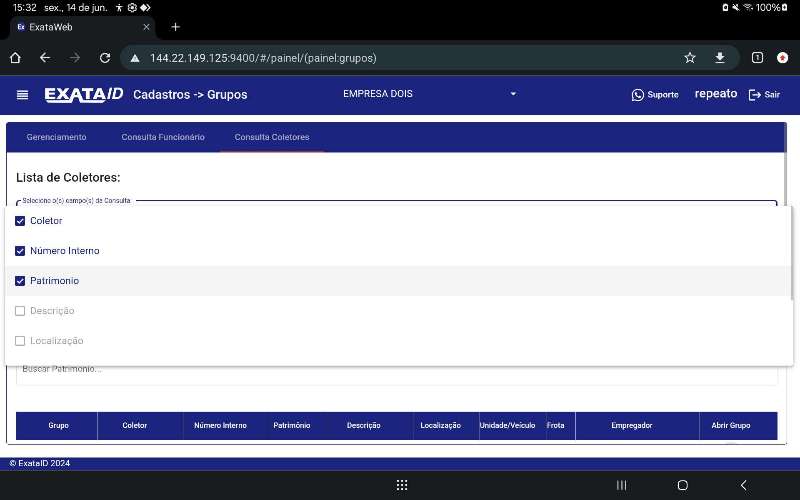 15:32 sex., 14 de jun. 100%
Ex ExataWeb
144.22.149.125:9400/#/painel/(painel:grupos) 1
EXATAID Cadastros -> Grupos EMPRESA DOIS Suporte repeato Sair
Gerenciamento Consulta Funcionário Consulta Coletores
Lista de Coletores:
Selecione o(s) campo(s) da Consulta
Coletor
Número Interno
Patrimonio
Descrição
Localização
Buscar Patrimonio...
Grupo Coletor Número Interno Patrimônio Descrição Localização Unidade/Veículo Frota Empregador Abrir Grupo
© ExataID 2024